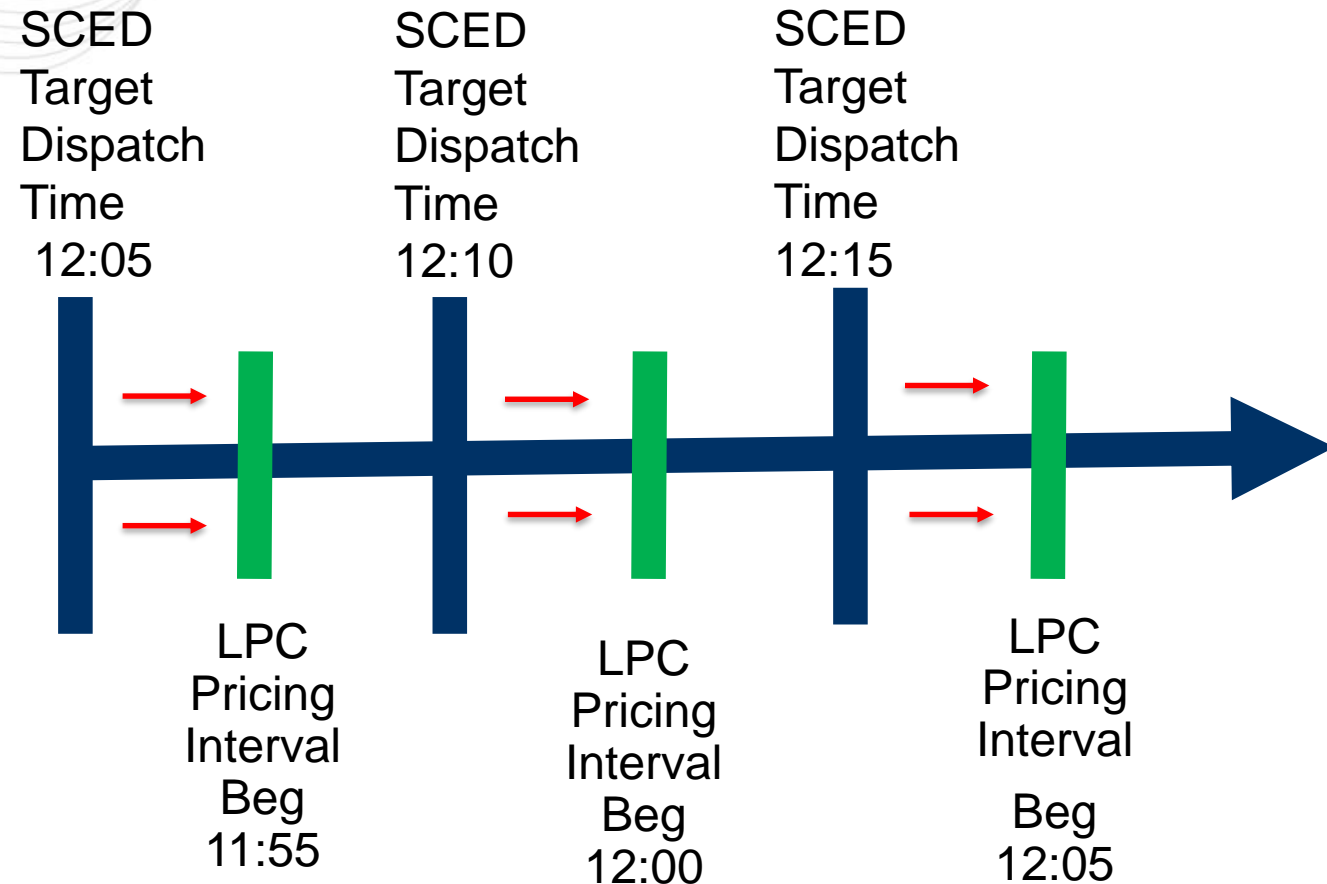 SCED
Target
Dispatch
Time
12:05
SCED
Target
Dispatch
Time
12:10
SCED
Target
Dispatch
Time
12:15
LPC
Pricing
Interval
Beg
11:55
LPC
Pricing
Interval
Beg
12:00
LPC
Pricing
Interval
Beg
12:05